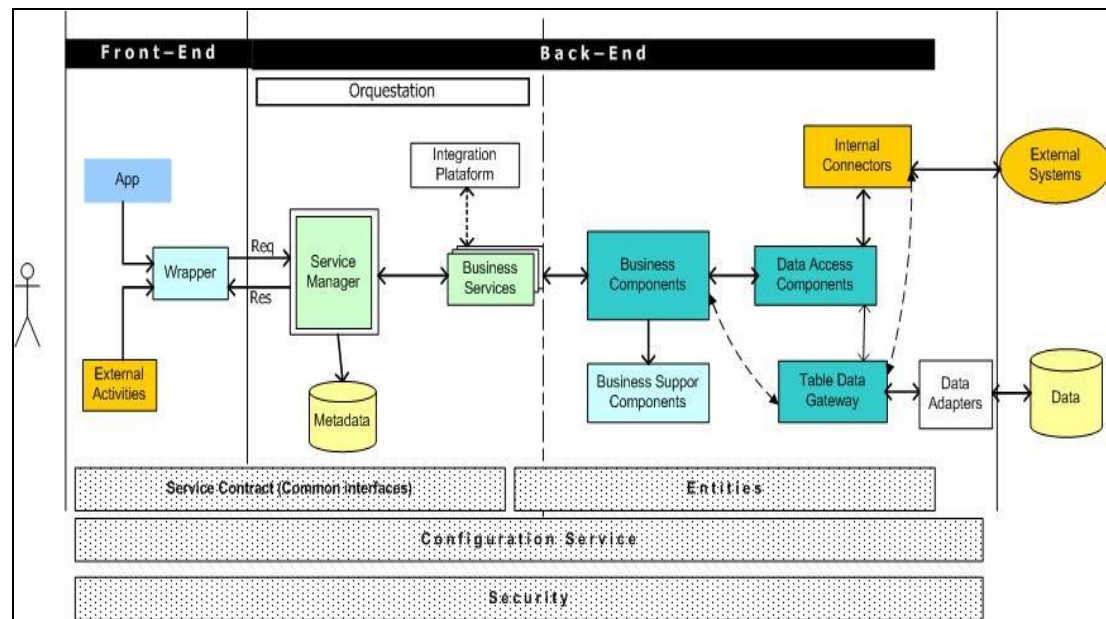 Front-End
Back-End
Orquestation
Integration
Plataform
Internal
Connectors
External
Systems
App
Req
Wrapper
Service
Manager
Business
Services
Business
Components
Data Access
Components
Res
External
Activities
Metadata
Business Suppor
Components
Table Data
Gateway
Data
Adapters
Data
Service Contract (Common interfaces)
Entities
Configuration Service
Security